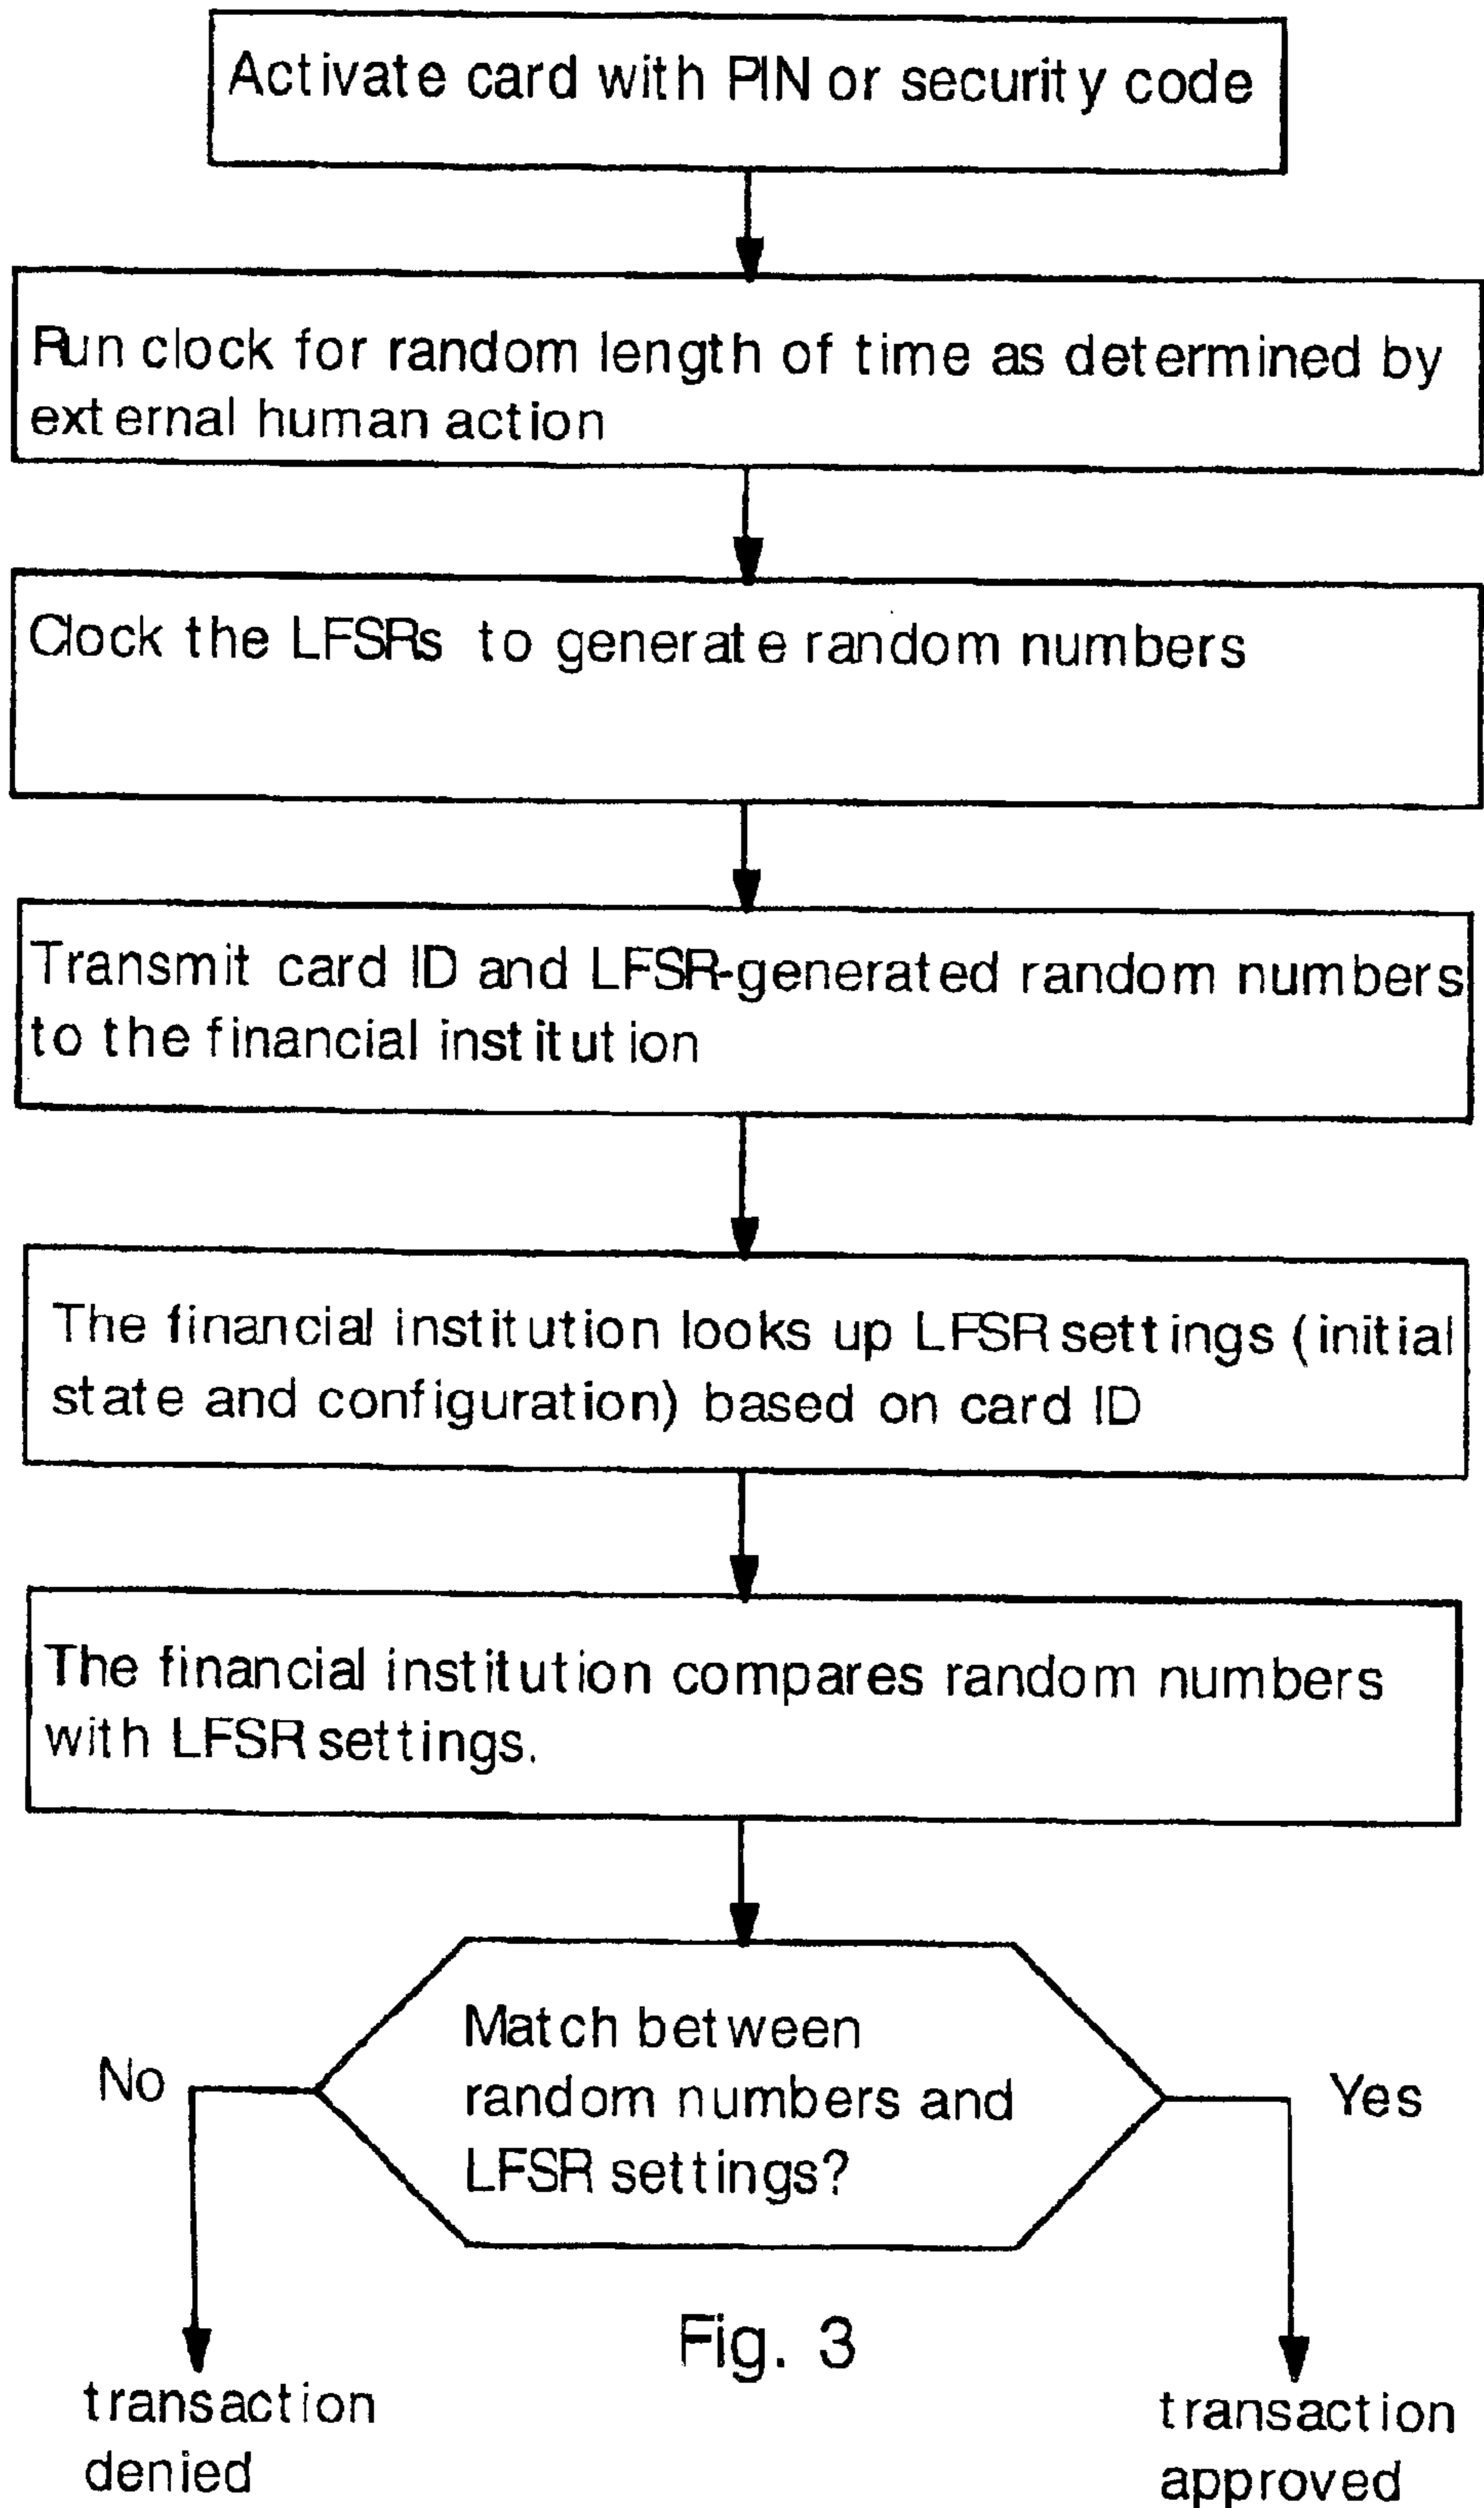 Activate card with PIN or security code
Run clock for random length of time as determined by
external human action
Clock the LFSRs to generate random numbers
Transmit card ID and LFSR-generated random numbers
to the financial institution
The financial institution looks up LFSR settings (initial
state and configuration) based on card ID
The financial institution compares random numbers
with LFSR settings.
Match between
random numbers and
LFSR settings?
No
Yes
Fig. 3
transaction
denied
transaction
approved